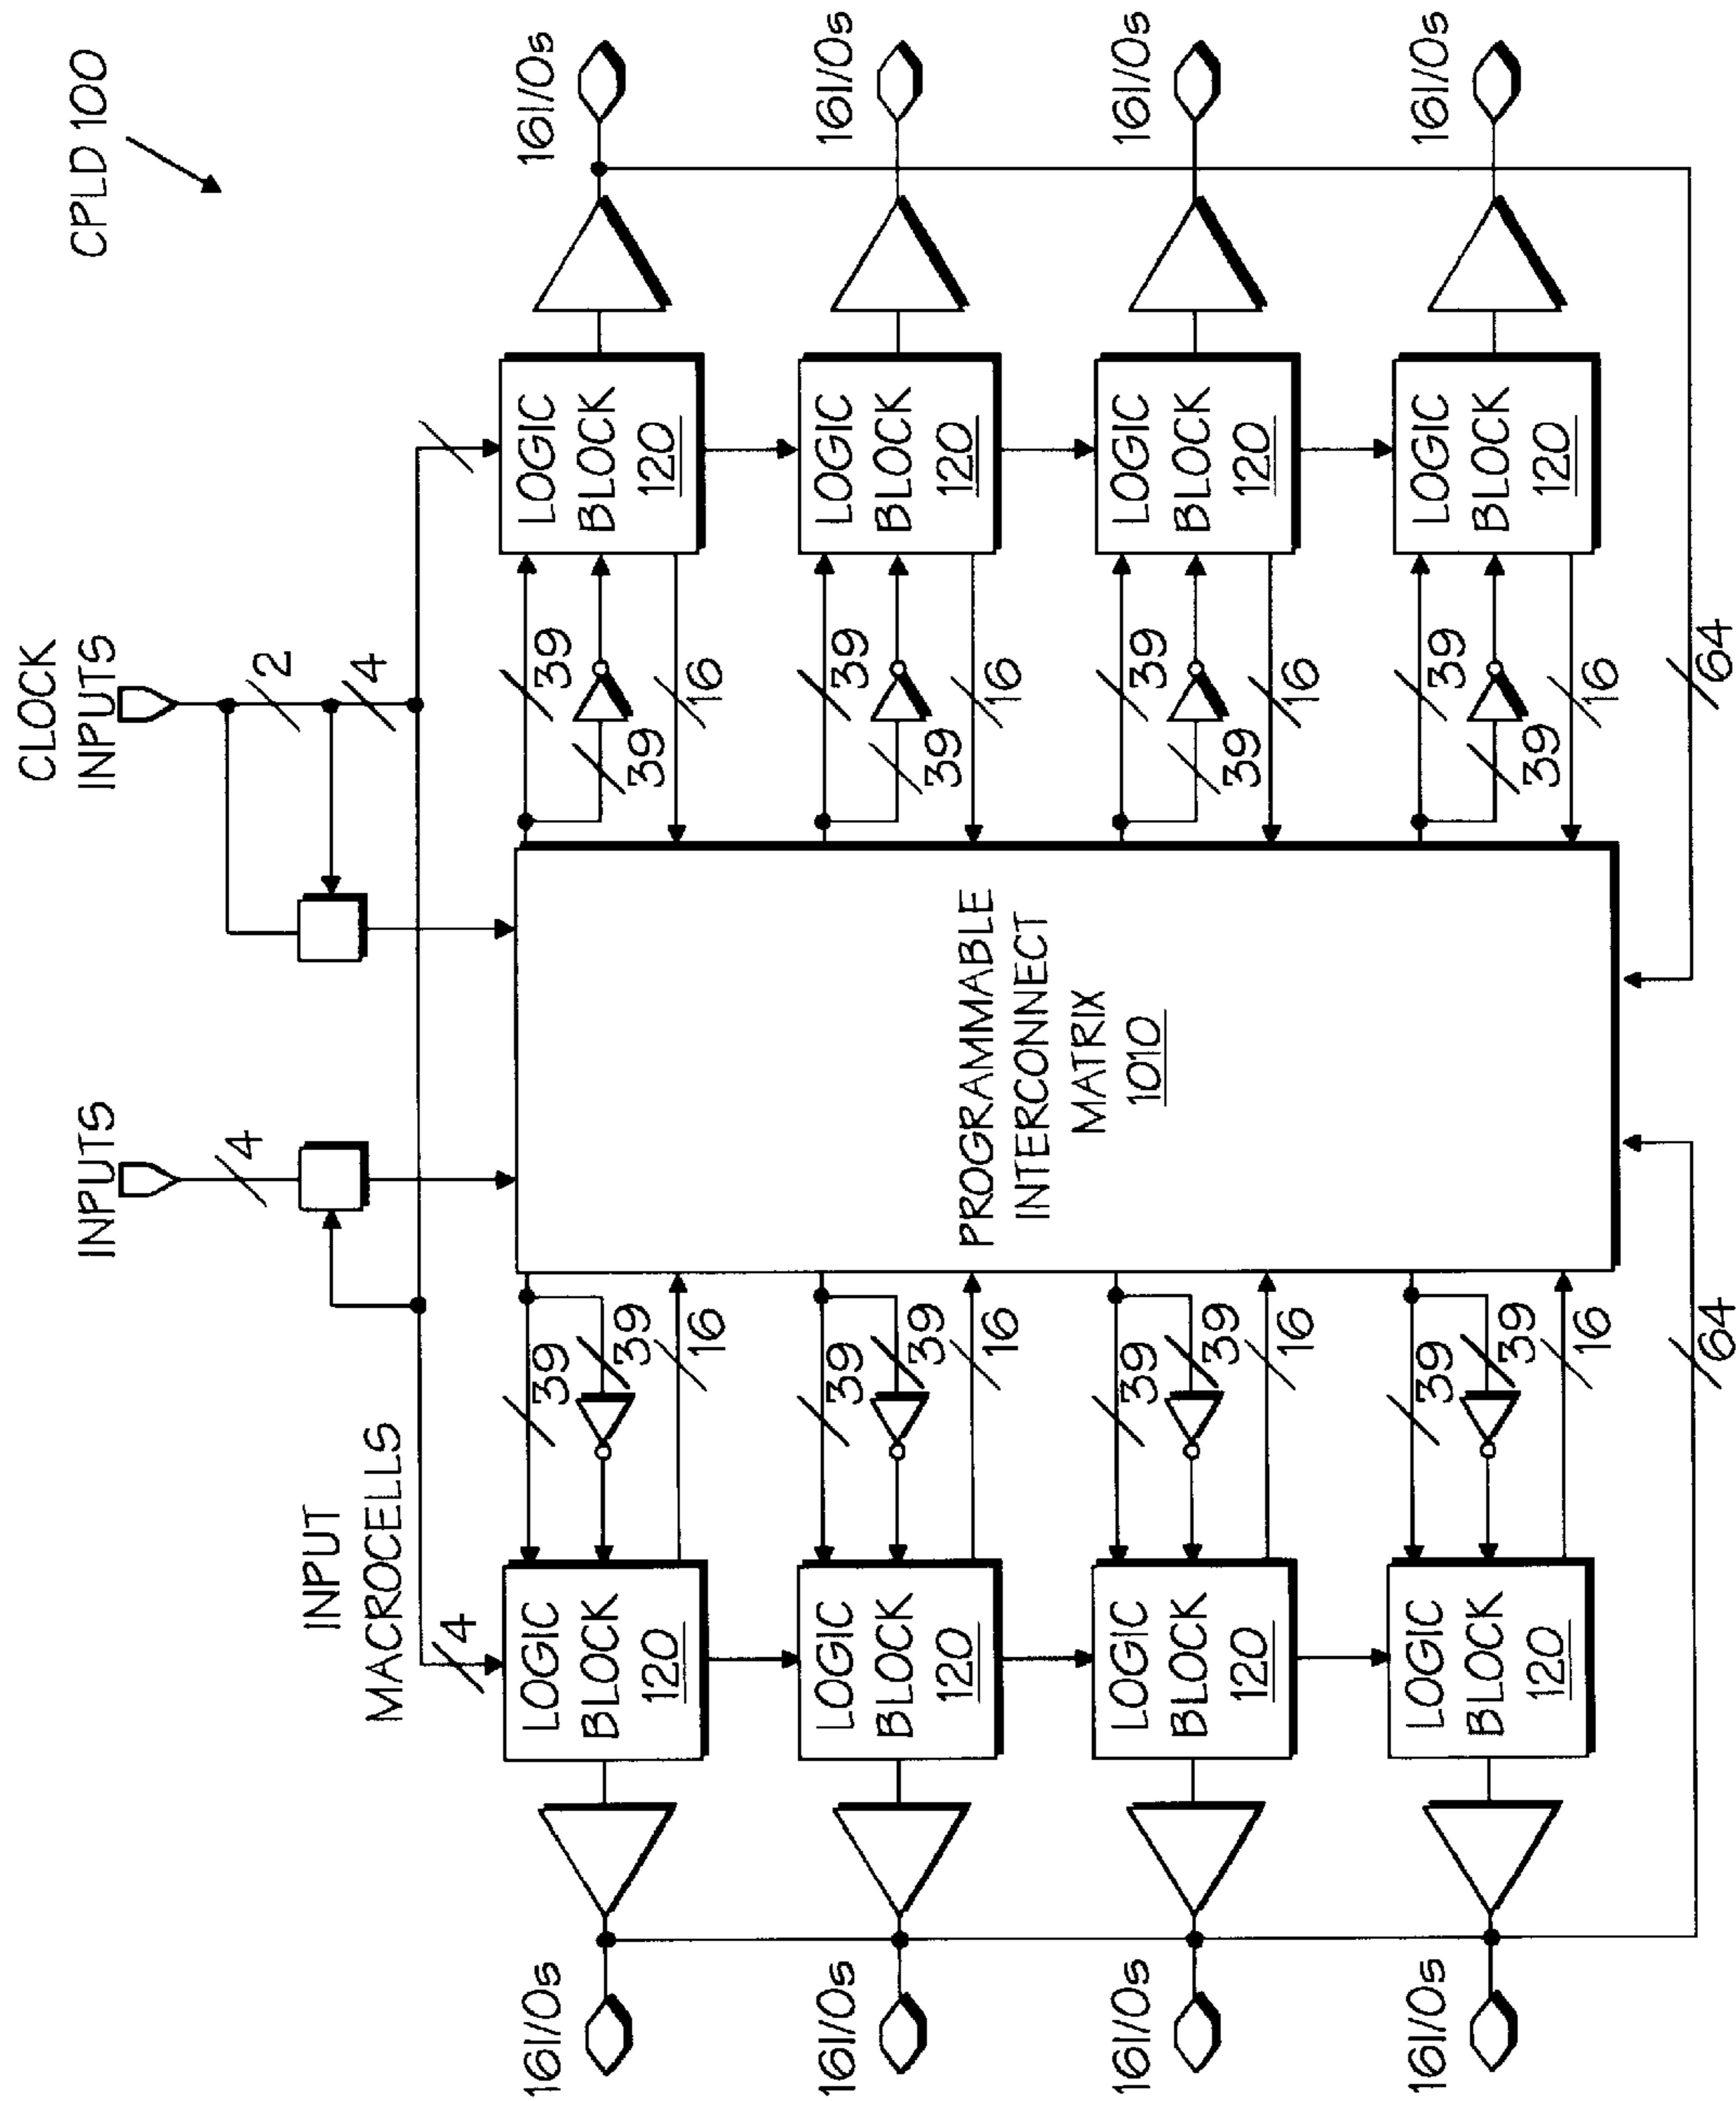 CPLD 100
CLOCK
INPUTS
2
4
INPUTS
4
INPUT
MACROCELLS
4
16I/Os
LOGIC
BLOCK
120
39
39
16
39
39
16
LOGIC
BLOCK
120
16I/Os
16I/Os
LOGIC
BLOCK
120
39
39
16
39
39
16
LOGIC
BLOCK
120
16I/Os
PROGRAMMABLE
INTERCONNECT
MATRIX
1010
16I/Os
LOGIC
BLOCK
120
39
39
16
39
39
16
LOGIC
BLOCK
120
16I/Os
16I/Os
LOGIC
BLOCK
120
39
39
16
39
39
16
LOGIC
BLOCK
120
16I/Os
64
64